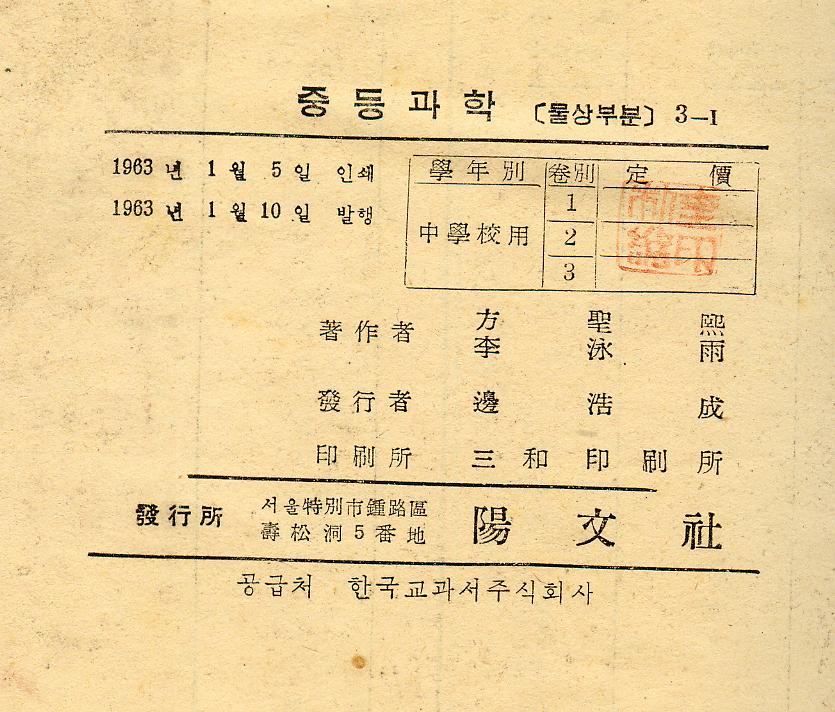 중등과학 〔물상부분〕 3—1
1963 년 1 월 5 일 인쇄
1963 년 1 월 10 일 발행
學年別 卷別 定價
中學校用
1
2
3
著作者 方聖熙
李泳雨
發行者 邊浩成
印刷所 三和印刷所
發行所 서울特別市鍾路區
壽松洞 5 番地
陽文社
공급처 한국교과서주식회사